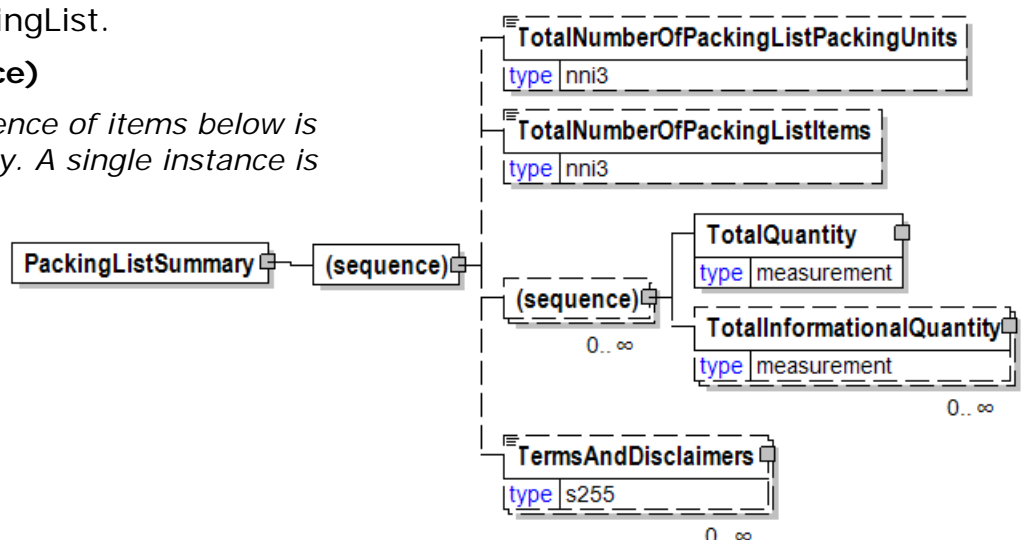 ingList.
ce)
ence of items below is
y. A single instance is
TotalNumberOfPackingListPackingUnits
type nni3
TotalNumberOfPackingListItems
type nni3
PackingListSummary
(sequence)
(sequence)
0.. ∞
TotalQuantity
type measurement
TotalInformationalQuantity
type measurement
0.. ∞
TermsAndDisclaimers
type s255
0.. ∞